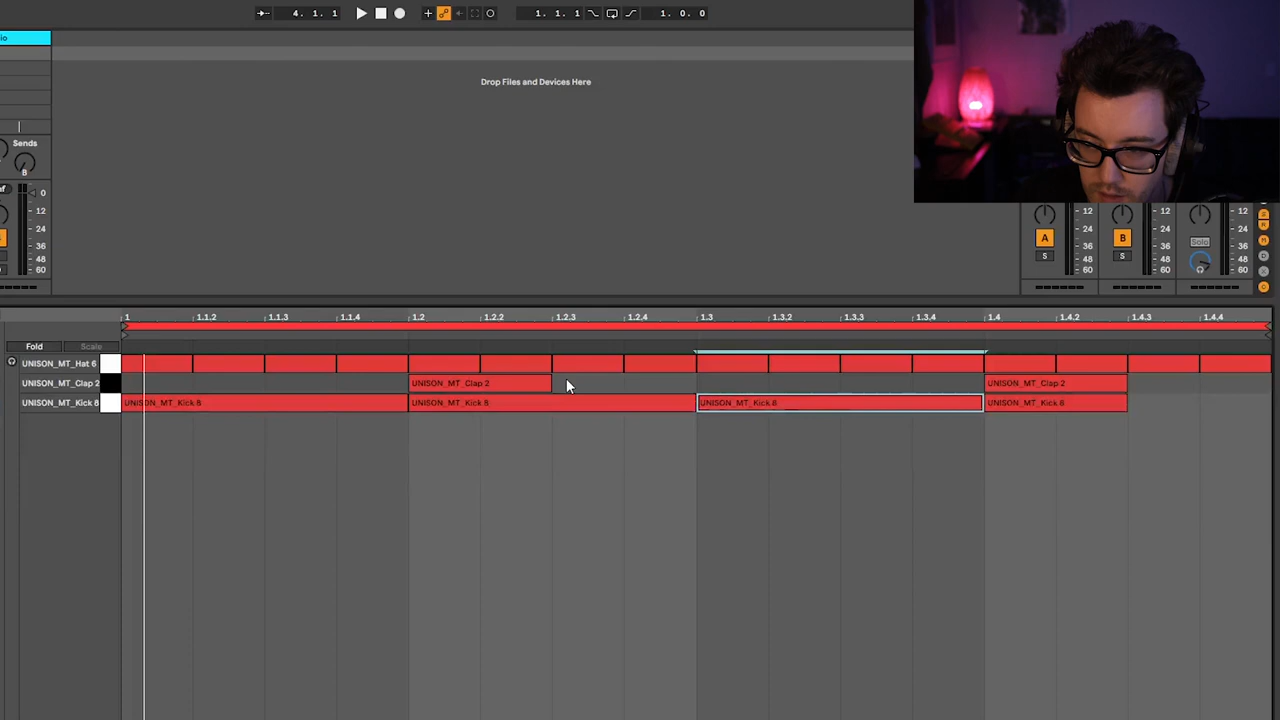 io
4. 1. 1
1. 1. 1
1. 0. 0
Drop Files and Devices Here
Sends
0
12
24
36
48
60
12
24
36
48
60
12
24
36
48
60
12
24
36
48
60
A
B
Solo
S
S
1
1.1.2
1.1.3
1.1.4
1.2
1.2.2
1.2.3
1.2.4
1.3
1.3.2
1.3.3
1.3.4
1.4
1.4.2
1.4.3
1.4.4
Fold
Scale
UNISON_MT_Hat 6
UNISON_MT_Clap 2
UNISON_MT_Clap 2
UNISON_MT_Clap 2
UNISON_MT_Kick 8
UNISON_MT_Kick 8
UNISON_MT_Kick 8
UNISON_MT_Kick 8
UNISON_MT_Kick 8